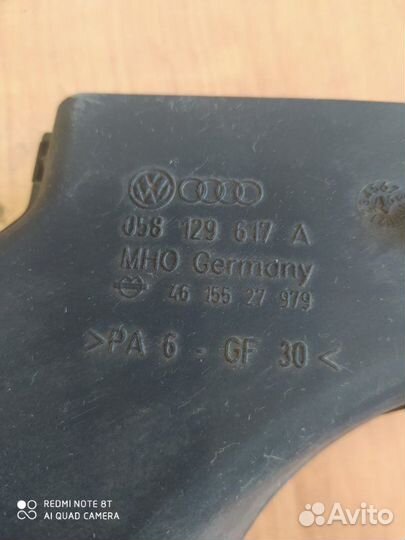 058 129 617 A
MHO Germany
46 155 27 979
>PA 6 - GF 30<
REDMI NOTE 8T
AI QUAD CAMERA
Avito